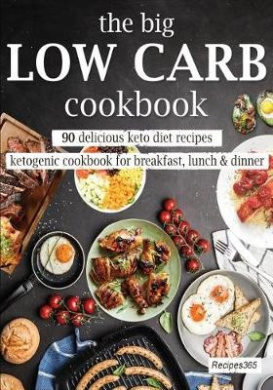 the big
LOW CARB
cookbook
90 delicious keto diet recipes
ketogenic cookbook for breakfast, lunch & dinner
Recipes365